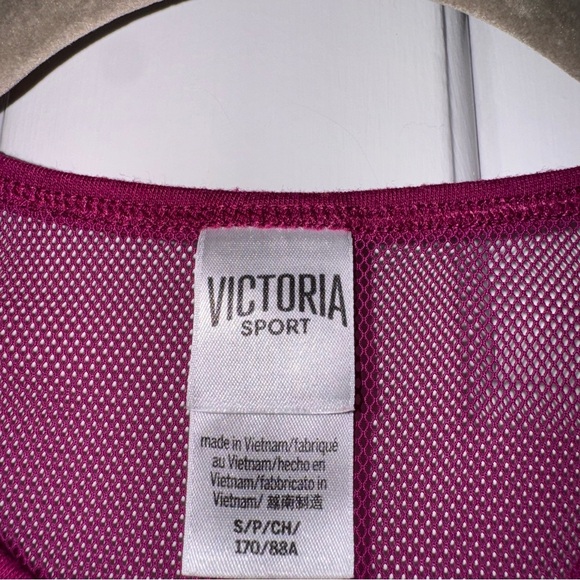 VICTORIA
SPORT
made in Vietnam/fabriqué
au Vietnam/hecho en
Vietnam/fabbricato in
Vietnam/ 越南制造
S/P/CH/
170/88A